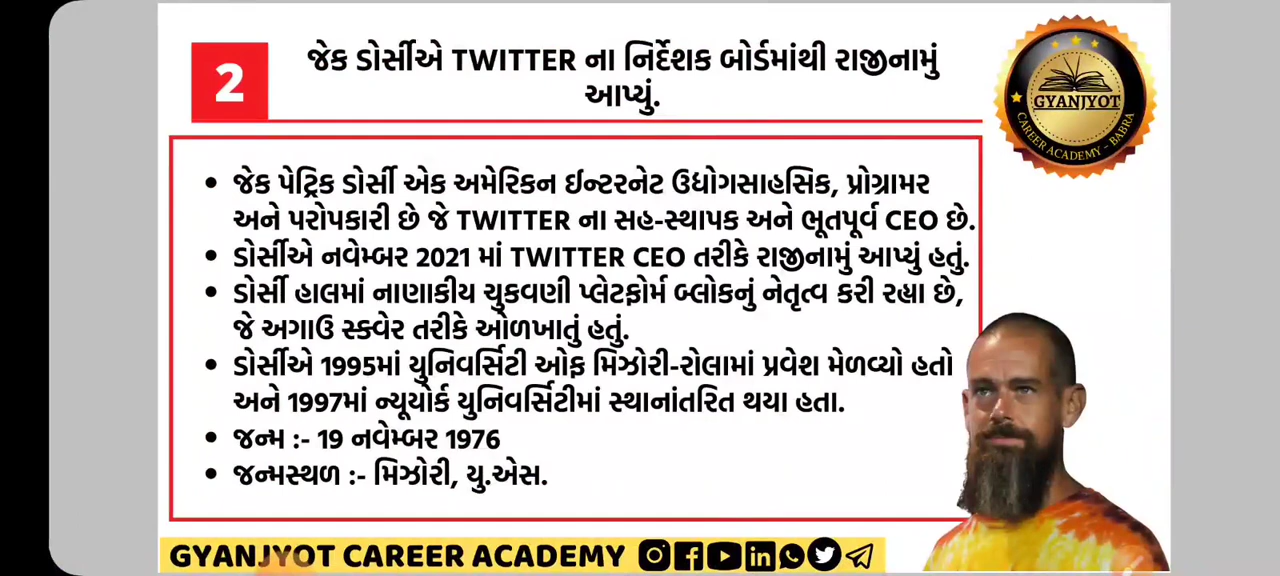 2
જેક ડોર્સીએ TWITTER ના નિર્દેશક બોર્ડમાંથી રાજીનામું
આપ્યું.
GYANJYOT
CAREER ACADEMY - BABRA
• જેક પેટ્રિક ડોર્સી એક અમેરિકન ઈન્ટરનેટ ઉદ્યોગસાહસિક, પ્રોગ્રામર
અને પરોપકારી છે જે TWITTER ના સહ-સ્થાપક અને ભૂતપૂર્વ CEO છે.
• ડોર્સીએ નવેમ્બર 2021 માં TWITTER CEO તરીકે રાજીનામું આપ્યું હતું.
• ડોર્સી હાલમાં નાણાકીય ચુકવણી પ્લેટફોર્મ બ્લોકનું નેતૃત્વ કરી રહ્યા છે,
જે અગાઉ સ્ક્વેર તરીકે ઓળખાતું હતું.
• ડોર્સીએ 1995માં યુનિવર્સિટી ઓફ મિઝોરી-રોલામાં પ્રવેશ મેળવ્યો હતો
અને 1997માં ન્યૂયોર્ક યુનિવર્સિટીમાં સ્થાનાંતરિત થયા હતા.
• જન્મ :- 19 નવેમ્બર 1976
• જન્મસ્થળ :- મિઝોરી, યુ.એસ.
GYANJYOT CAREER ACADEMY